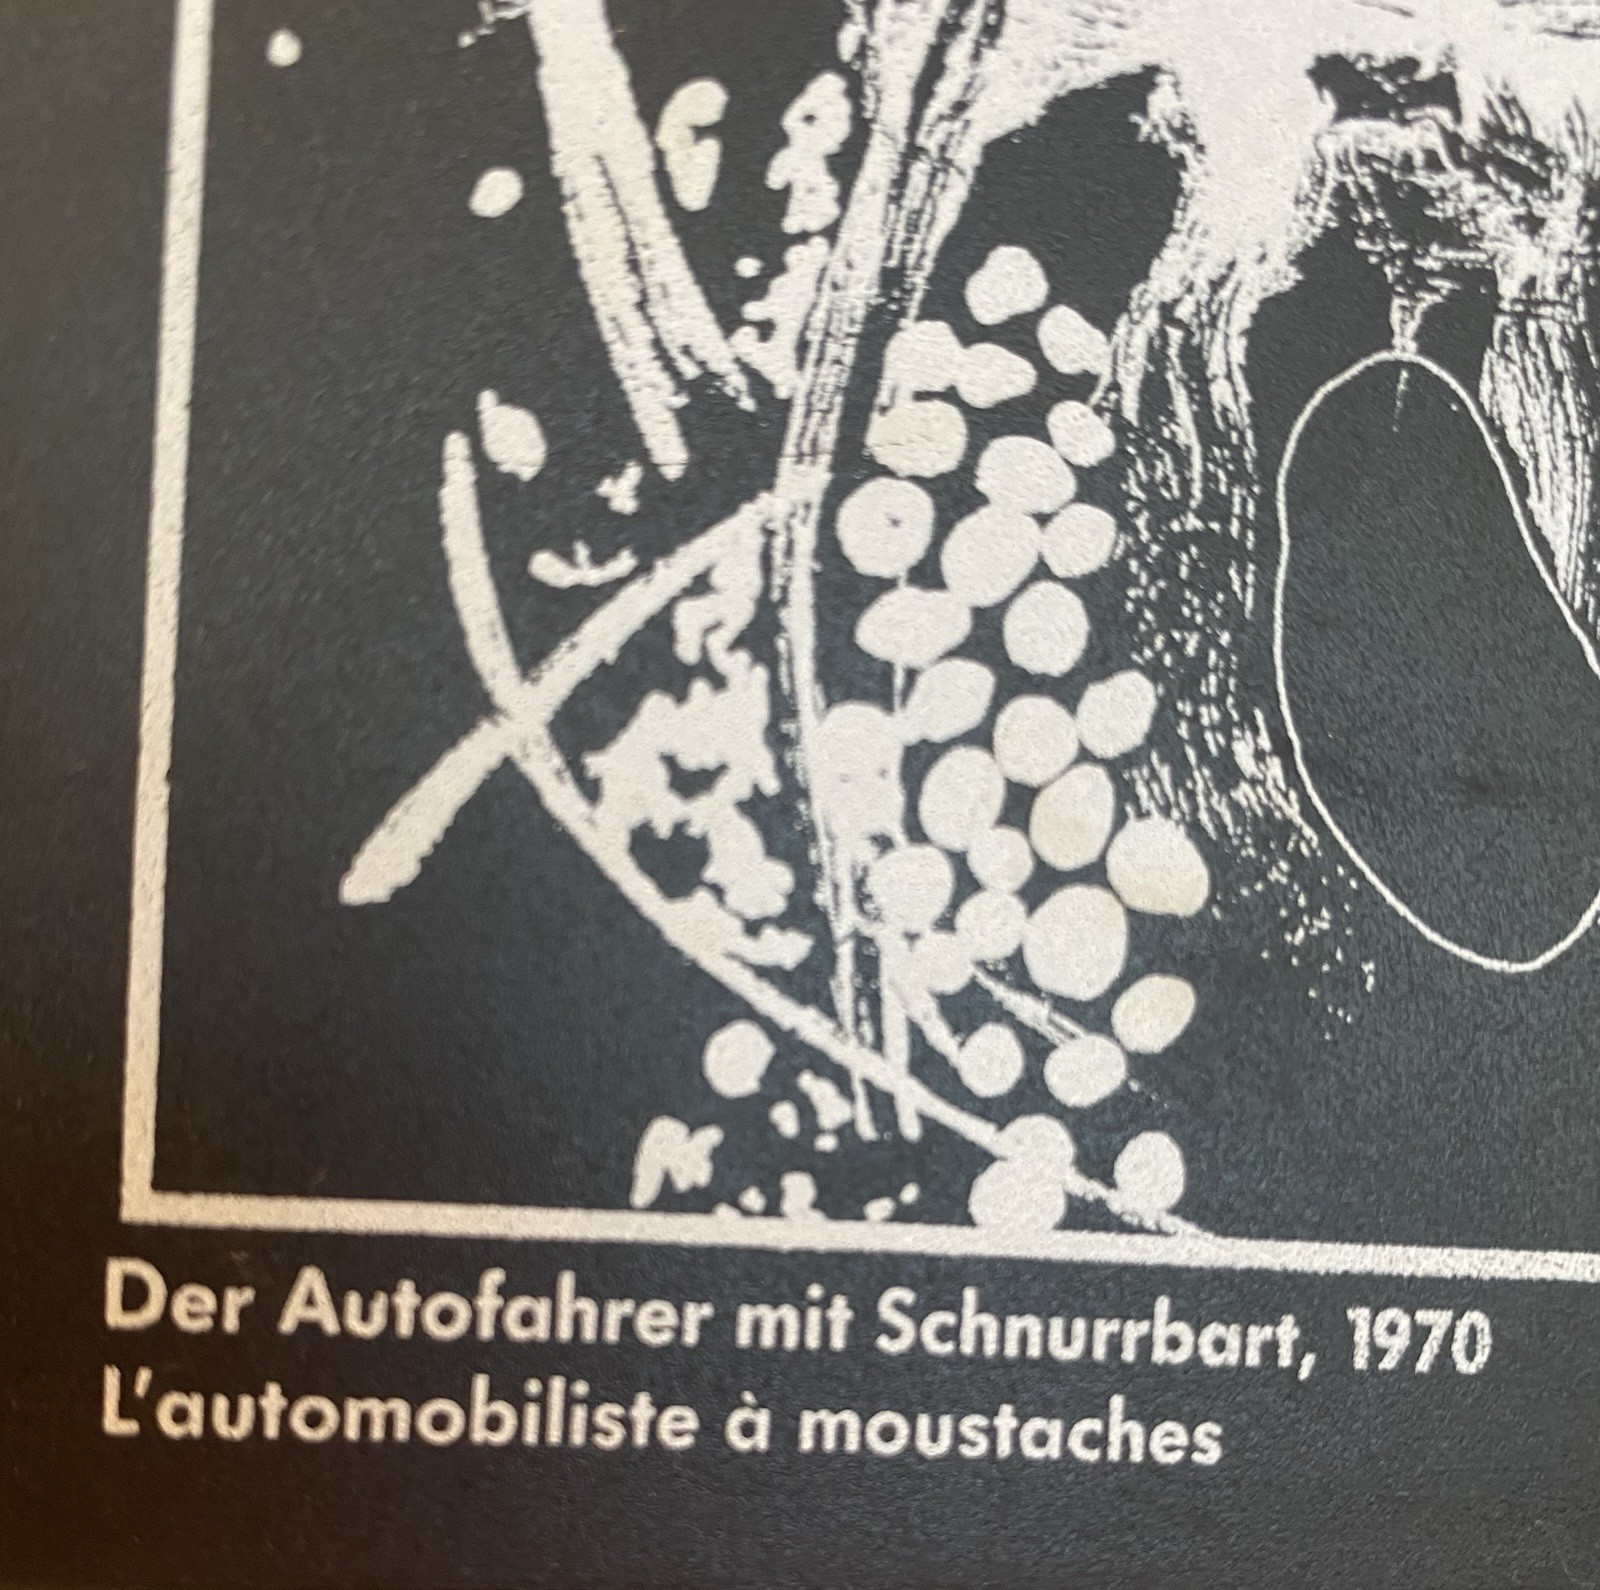 Der Autofahrer mit Schnurrbart, 1970
L'automobiliste à moustaches